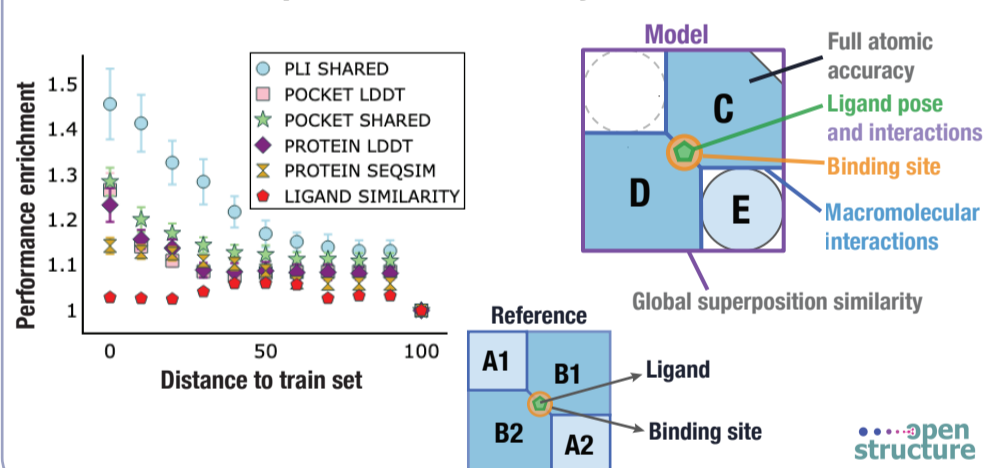 Performance enrichment
1.5
1.4
1.3
1.2
1.1
1
0
50
100
Distance to train set
PLI SHARED
POCKET LDDT
POCKET SHARED
PROTEIN LDDT
PROTEIN SEQSIM
LIGAND SIMILARITY
Model
C
D
E
Full atomic
accuracy
Ligand pose
and interactions
Binding site
Macromolecular
interactions
Global superposition similarity
Reference
A1
B1
B2
A2
Ligand
Binding site
open
structure